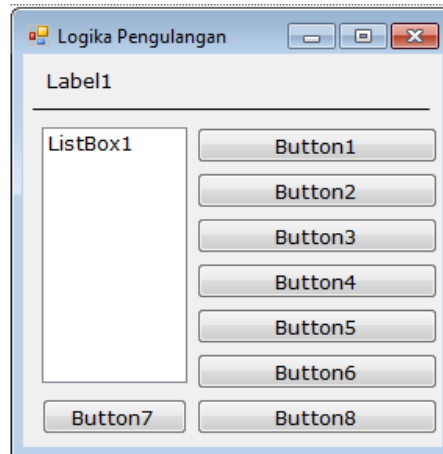 Logika Pengulangan
Label1
ListBox1
Button1
Button2
Button3
Button4
Button5
Button6
Button7
Button8